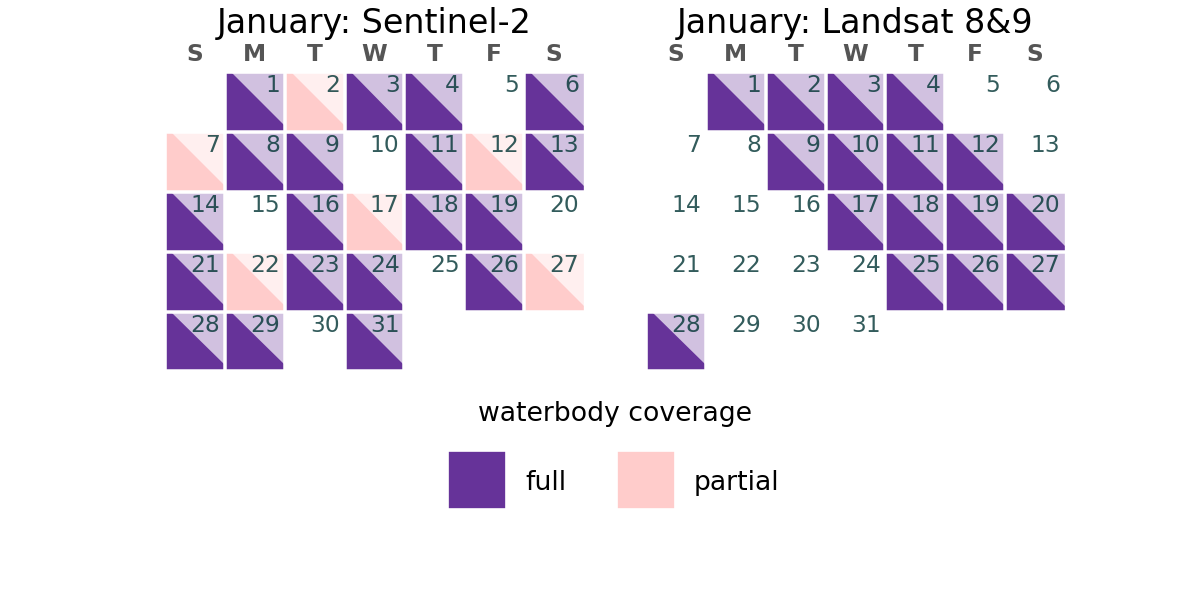 January: Sentinel-2
S M T W T F S
1 2 3 4 5 6
7 8 9 10 11 12 13
14 15 16 17 18 19 20
21 22 23 24 25 26 27
28 29 30 31
January: Landsat 8&9
S M T W T F S
1 2 3 4 5 6
7 8 9 10 11 12 13
14 15 16 17 18 19 20
21 22 23 24 25 26 27
28 29 30 31
waterbody coverage
full partial